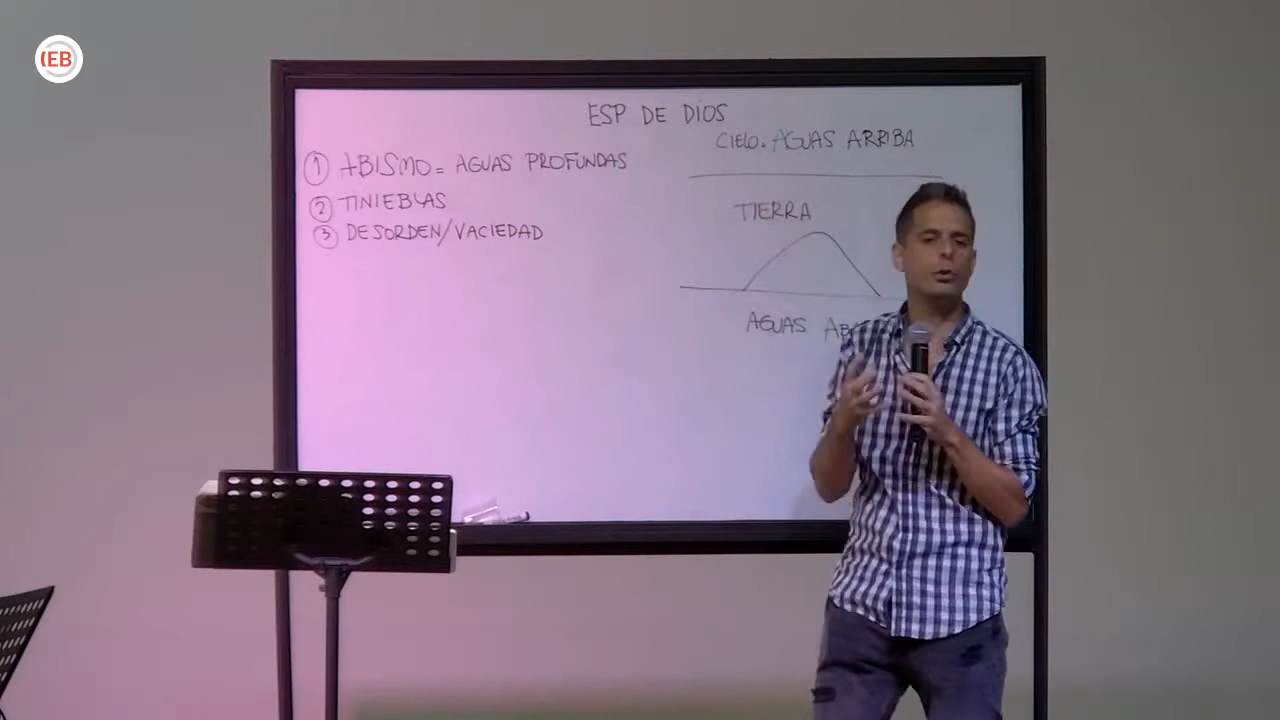 IEB
ESP DE DIOS
① ABISMO = AGUAS PROFUNDAS
② TINIEBLAS
③ DESORDEN/VACIEDAD
CIELO = AGUAS ARRIBA
TIERRA
AGUAS